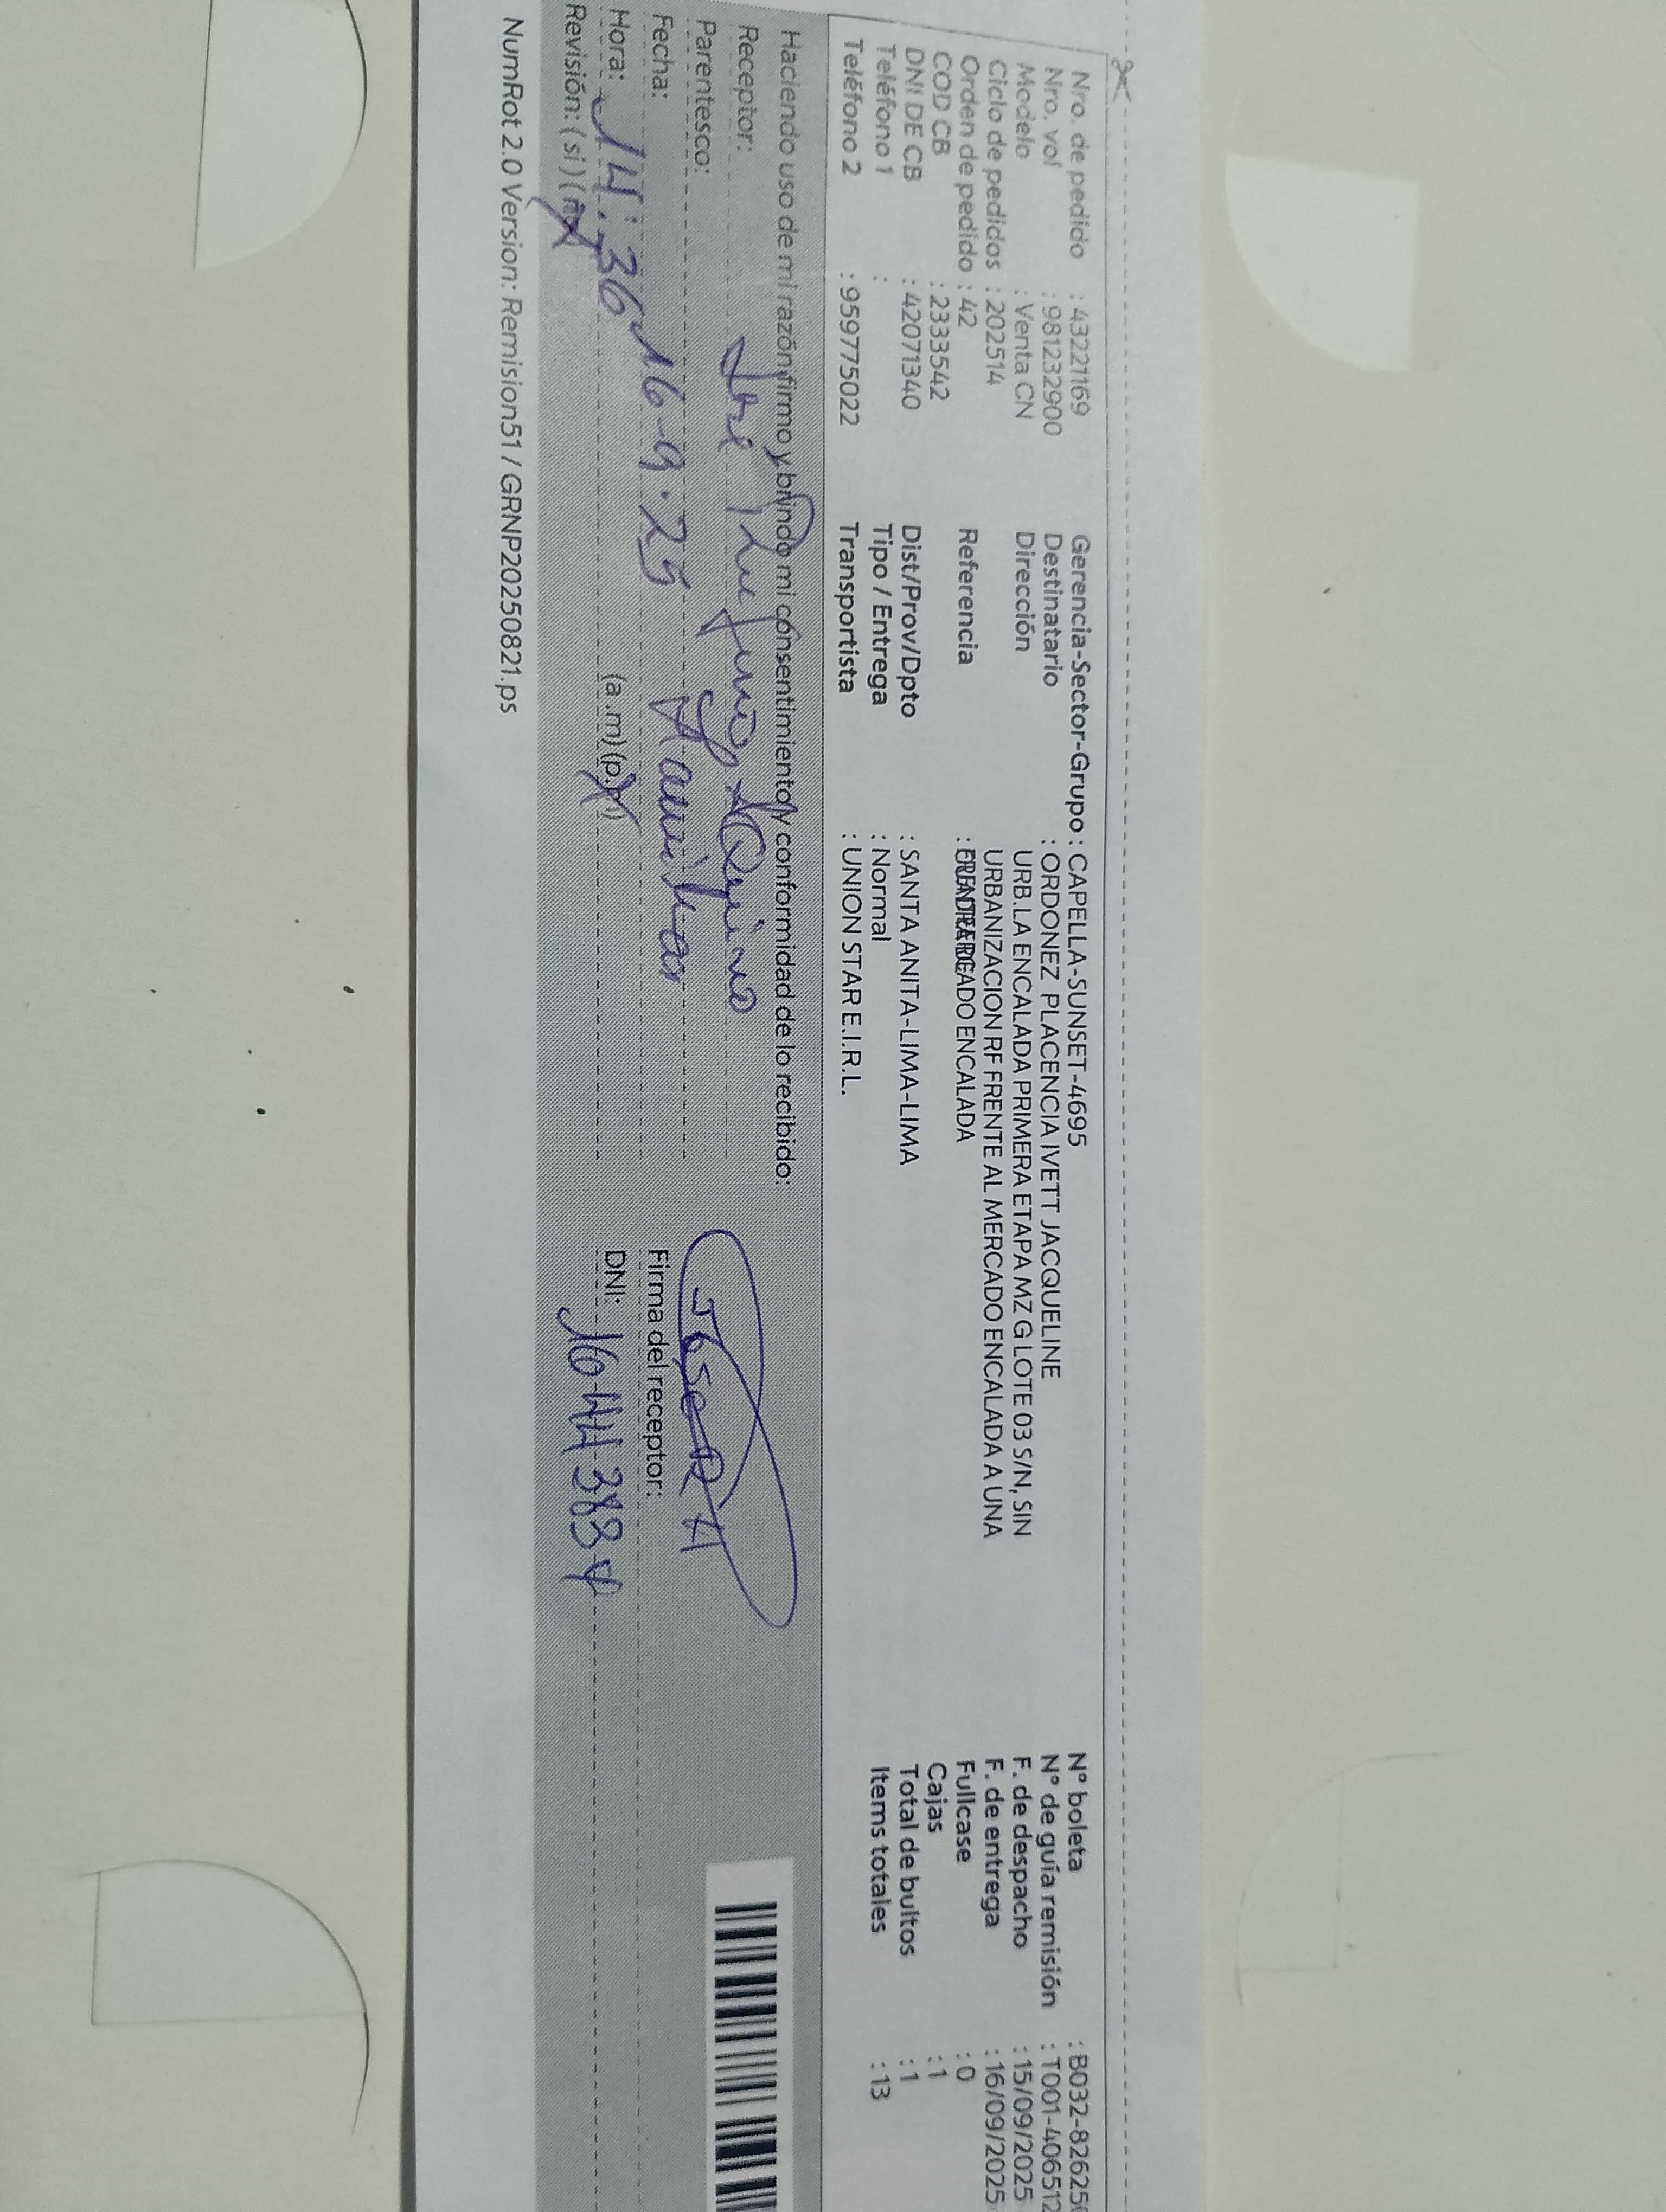 Nro. de pedido : 43221169
Nro. vol : 981232900
Modelo : Venta CN
Ciclo de pedidos : 202514
Orden de pedido : 42
COD CB : 2333542
DNI DE CB : 42071340
Teléfono 1 :
Teléfono 2 : 959775022
Gerencia-Sector-Grupo : CAPELLA-SUNSET-4695
Destinatario : ORDONEZ PLACENCIA IVETT JACQUELINE
Dirección URB.LA ENCALADA PRIMERA ETAPA MZ G LOTE 03 S/N, SIN
URBANIZACION RF FRENTE AL MERCADO ENCALADA A UNA
Referencia : ENCALADA
Dist/Prov/Dpto : SANTA ANITA-LIMA-LIMA
Tipo / Entrega : Normal
Transportista : UNION STAR E.I.R.L.
Nº boleta : B032-82625
Nº de guía remisión : T001-406512
F. de despacho : 15/09/2025
F. de entrega : 16/09/2025
Fullcase : 0
Cajas : 1
Total de bultos : 1
Items totales : 13
Haciendo uso de mi razón, firmo y brindo mi consentimiento y conformidad de lo recibido:
Receptor:
Parentesco:
Fecha: 16-9-25
Hora: 14:36 (a.m) (p.m)
Revisión: ( si ) ( no )
Firma del receptor:
DNI:
NumRot 2.0 Version: Remision51 / GRNP20250821.ps